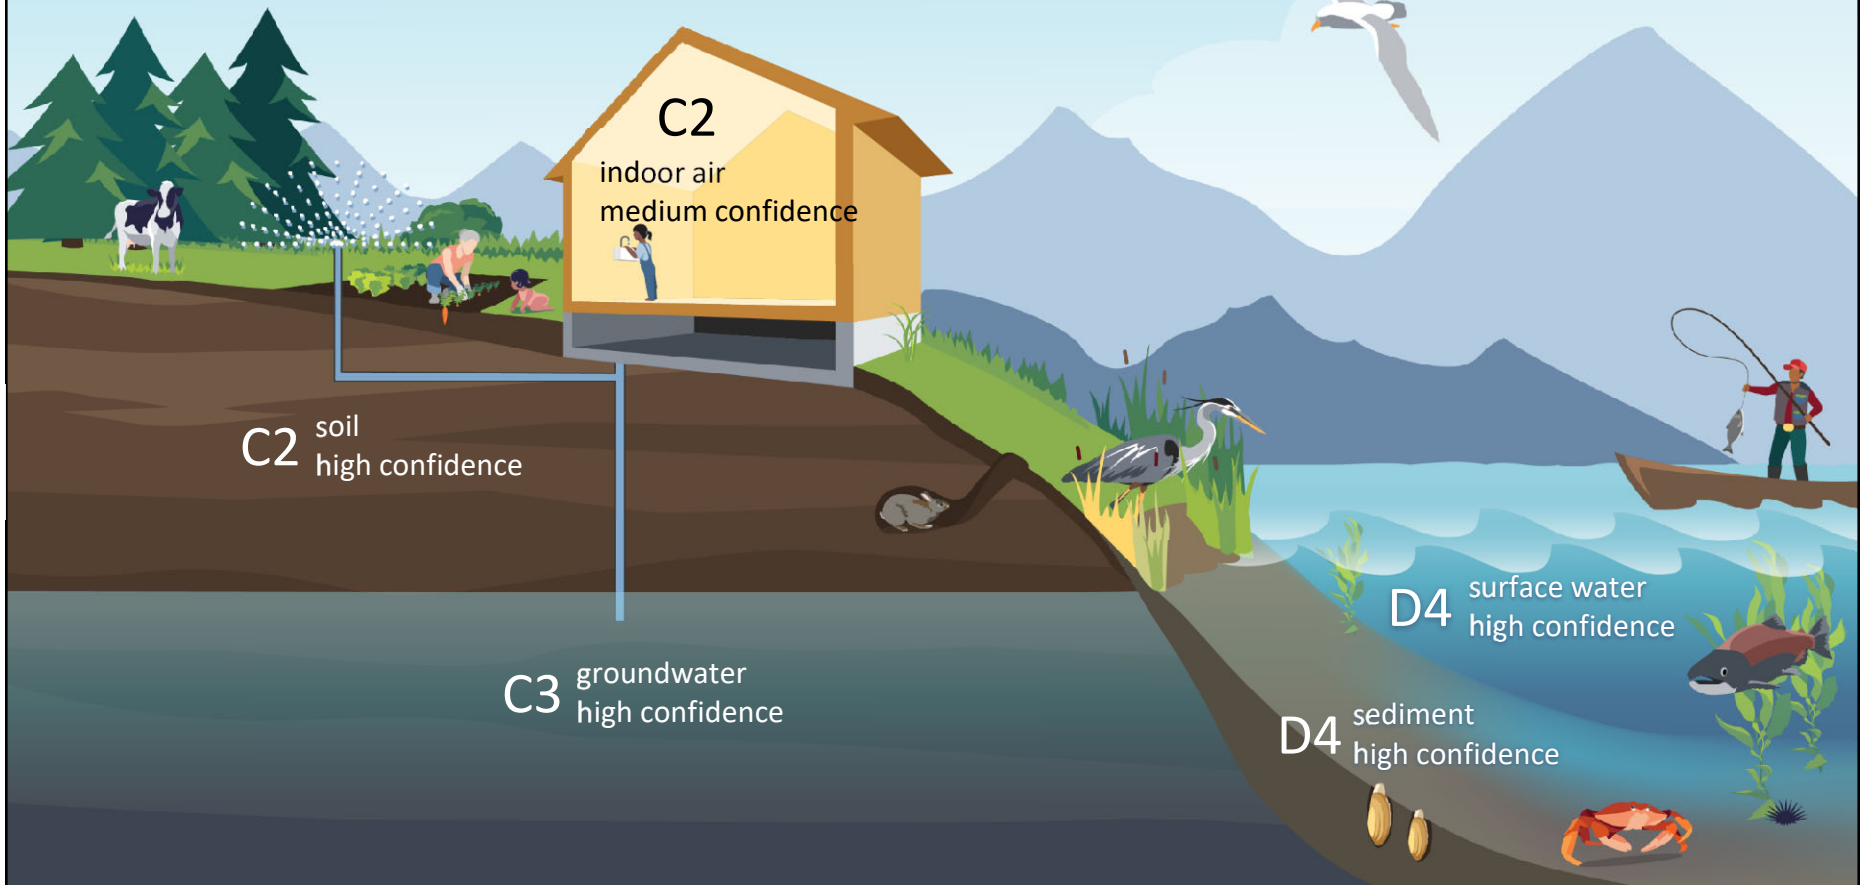 C2
indoor air
medium confidence
C2
soil
high confidence
C3
groundwater
high confidence
D4
surface water
high confidence
D4
sediment
high confidence